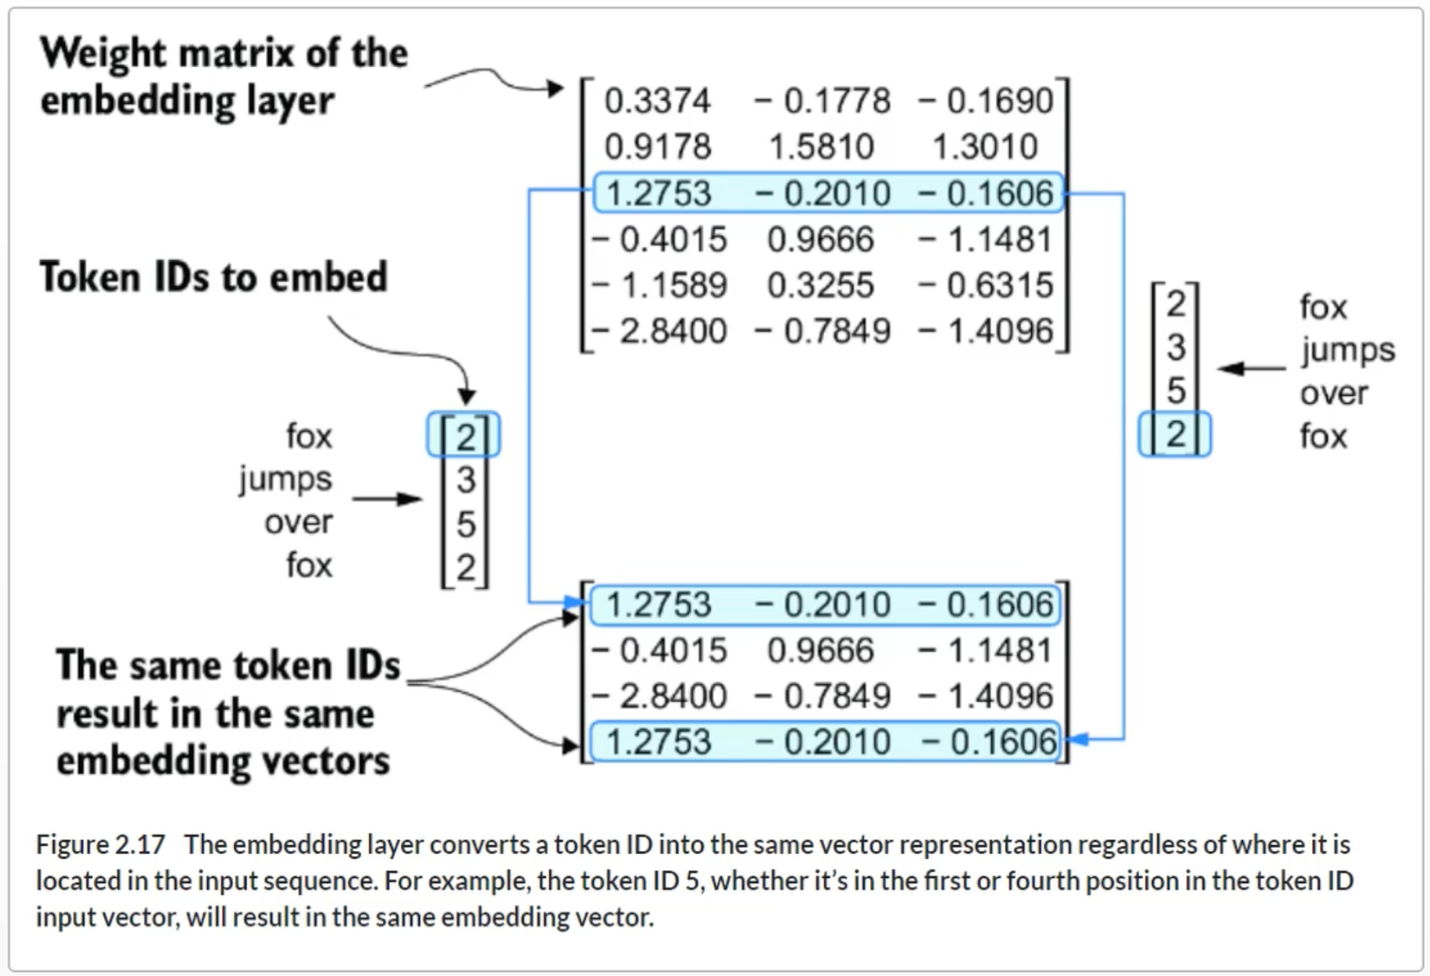 Weight matrix of the
embedding layer
0.3374 − 0.1778 − 0.1690
0.9178 1.5810 1.3010
1.2753 − 0.2010 − 0.1606
− 0.4015 0.9666 − 1.1481
− 1.1589 0.3255 − 0.6315
− 2.8400 − 0.7849 − 1.4096
Token IDs to embed
fox 2
jumps 3
over 5
fox 2
2 fox
3 jumps
5 over
2 fox
1.2753 − 0.2010 − 0.1606
− 0.4015 0.9666 − 1.1481
− 2.8400 − 0.7849 − 1.4096
1.2753 − 0.2010 − 0.1606
The same token IDs
result in the same
embedding vectors
Figure 2.17 The embedding layer converts a token ID into the same vector representation regardless of where it is
located in the input sequence. For example, the token ID 5, whether it’s in the first or fourth position in the token ID
input vector, will result in the same embedding vector.